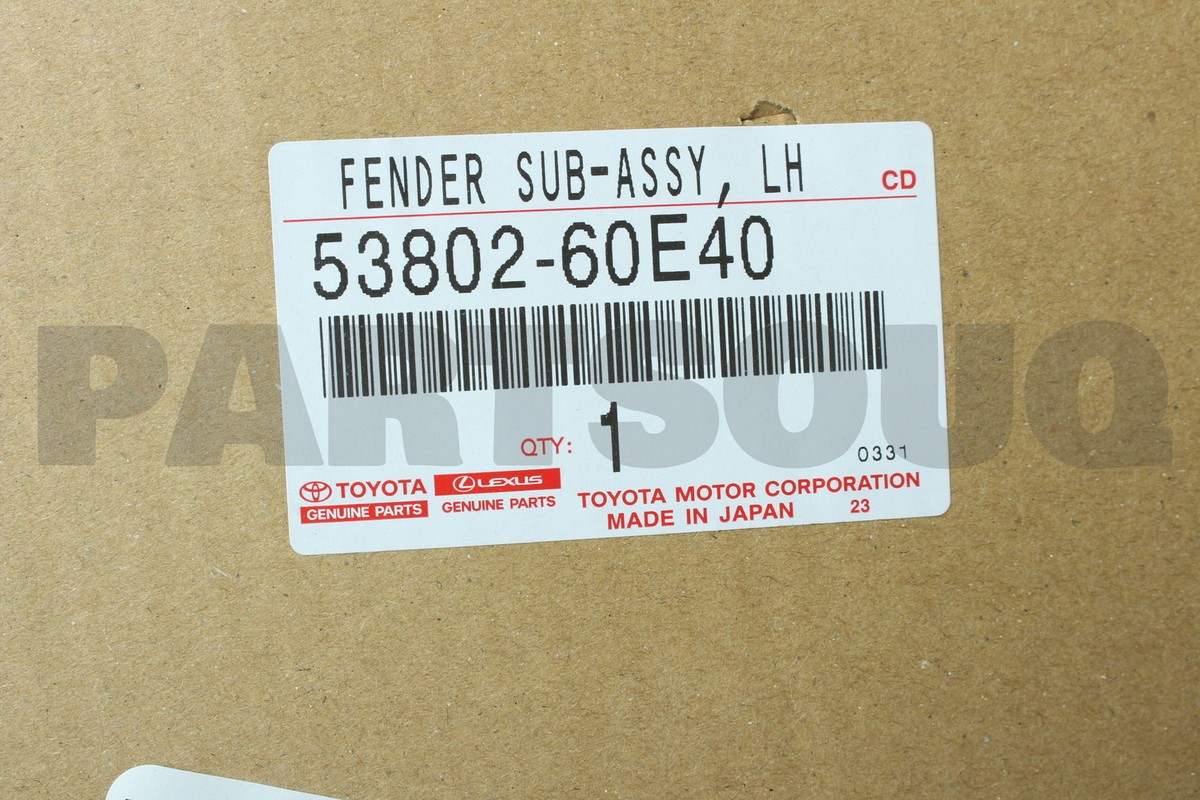 FENDER SUB-ASSY, LH
CD
53802-60E40
QTY: 1
0331
TOYOTA
GENUINE PARTS
LEXUS
GENUINE PARTS
TOYOTA MOTOR CORPORATION
MADE IN JAPAN 23
PARTSOUQ